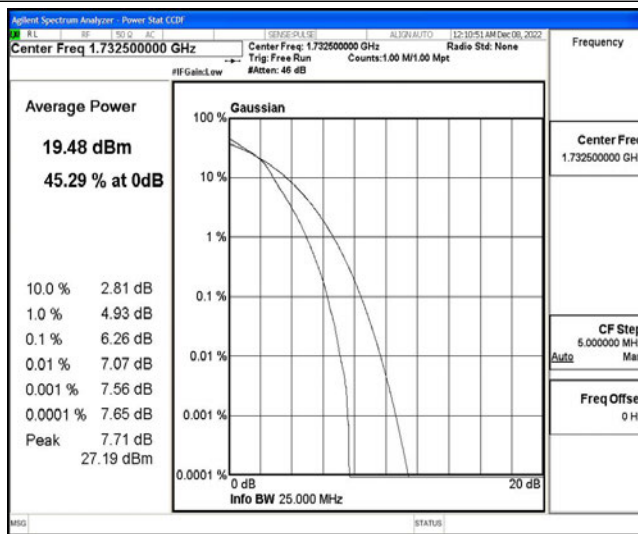 Agilent Spectrum Analyzer - Power Stat CCDF
RL RF 50 Ω AC SENSE:PULSE ALIGN AUTO 12:10:51 AM Dec 08, 2022
Center Freq 1.732500000 GHz
Center Freq: 1.732500000 GHz Radio Std: None
Trig: Free Run Counts:1.00 M/1.00 Mpt
#IFGain:Low #Atten: 46 dB
Frequency
Average Power
19.48 dBm
45.29 % at 0dB
10.0 % 2.81 dB
1.0 % 4.93 dB
0.1 % 6.26 dB
0.01 % 7.07 dB
0.001 % 7.56 dB
0.0001 % 7.65 dB
Peak 7.71 dB
27.19 dBm
Gaussian
100 %
10 %
1 %
0.1 %
0.01 %
0.001 %
0.0001 %
0 dB 20 dB
Info BW 25.000 MHz
Center Freq
1.732500000 GH
CF Step
5.000000 MH
Auto Ma
Freq Offse
0 H
MSG STATUS